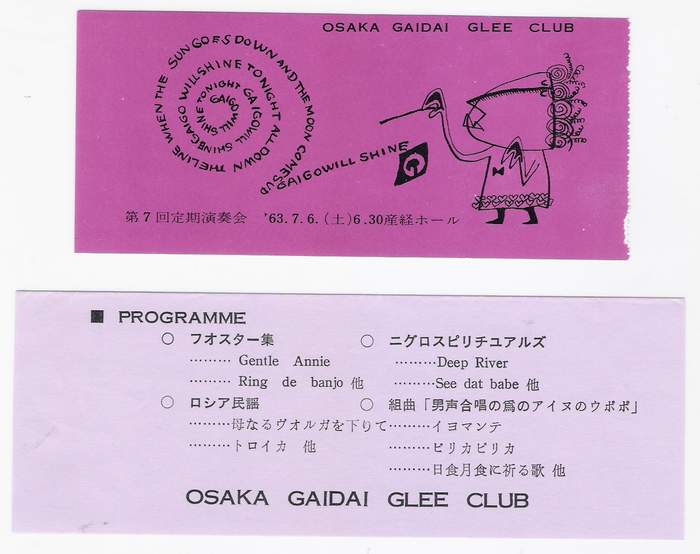 OSAKA GAIDAI GLEE CLUB
GAIGO WILL SHINE TONIGHT GAIGO WILL SHINE GAIGO WILL SHINE TONIGHT ALL DOWN THE LINE WHEN THE SUN GOES DOWN AND THE MOON COMES UP GAIGO WILL SHINE
G
第7回定期演奏会 '63.7.6.(土)6.30産経ホール
■ PROGRAMME
○ フオスター集
……… Gentle Annie
……… Ring de banjo 他
○ ロシア民謡
………母なるヴオルガを下りて
………トロイカ 他
○ ニグロスピリチユアルズ
………Deep River
………See dat babe 他
○ 組曲「男声合唱の爲のアイヌのウポポ」
………イヨマンテ
………ピリカピリカ
………日食月食に祈る歌 他
OSAKA GAIDAI GLEE CLUB